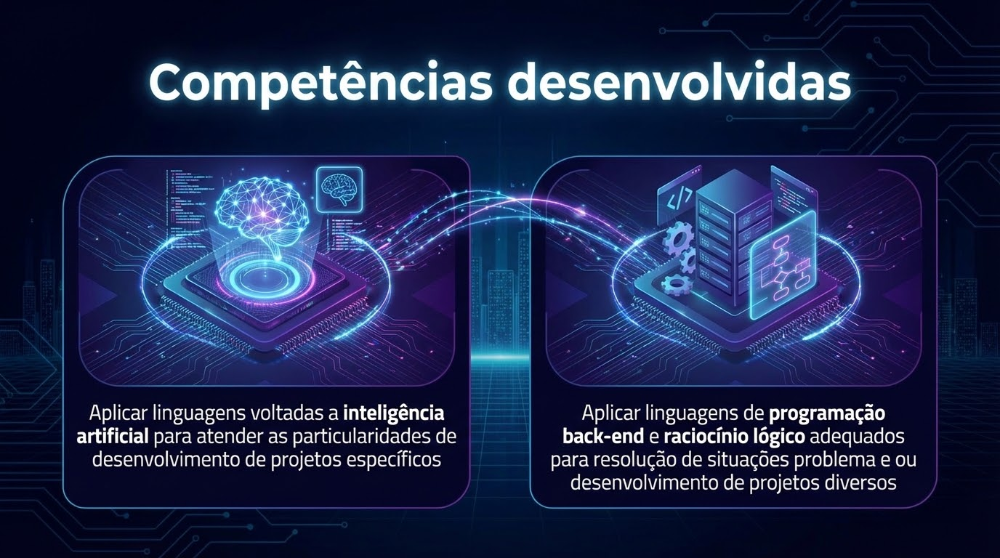 Competências desenvolvidas
Aplicar linguagens voltadas a inteligência
artificial para atender as particularidades de
desenvolvimento de projetos específicos
</>
Aplicar linguagens de programação
back-end e raciocínio lógico adequados
para resolução de situações problema e ou
desenvolvimento de projetos diversos